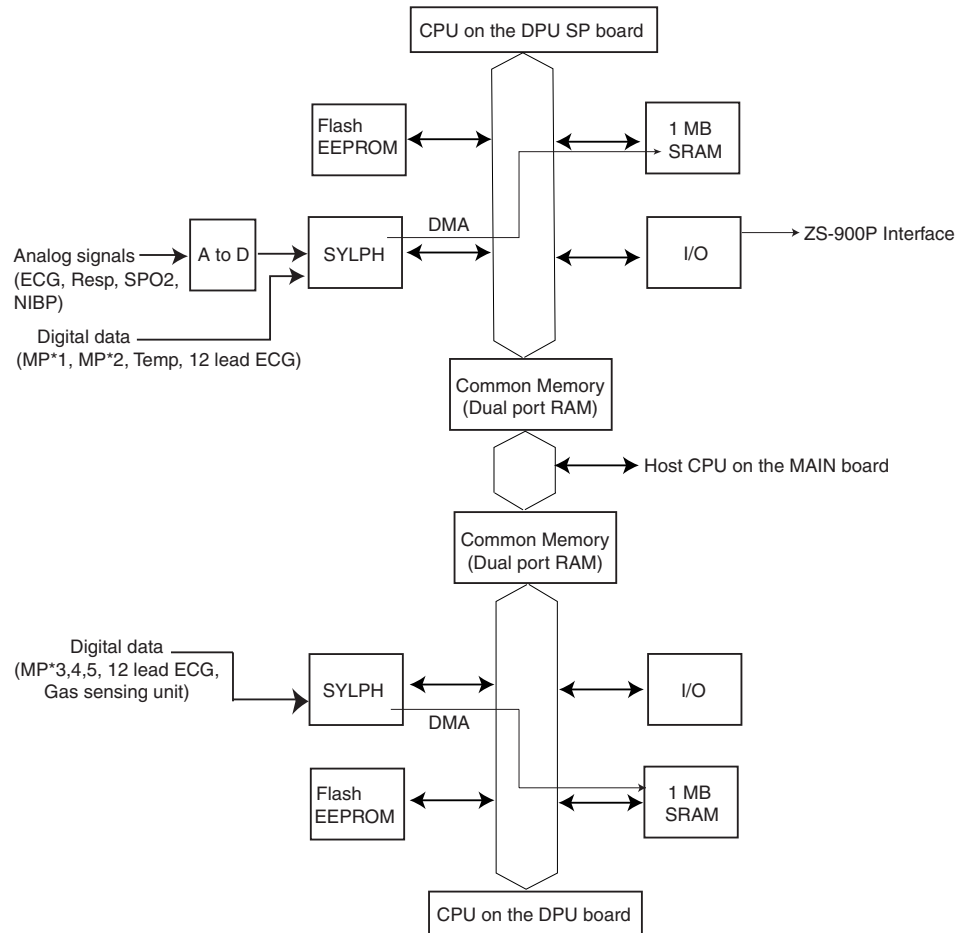 CPU on the DPU SP board
Flash
EEPROM
1 MB
SRAM
DMA
Analog signals
(ECG, Resp, SPO2,
NIBP)
A to D
SYLPH
I/O
ZS-900P Interface
Digital data
(MP*1, MP*2, Temp, 12 lead ECG)
Common Memory
(Dual port RAM)
Host CPU on the MAIN board
Common Memory
(Dual port RAM)
Digital data
(MP*3,4,5, 12 lead ECG,
Gas sensing unit)
SYLPH
I/O
DMA
Flash
EEPROM
1 MB
SRAM
CPU on the DPU board